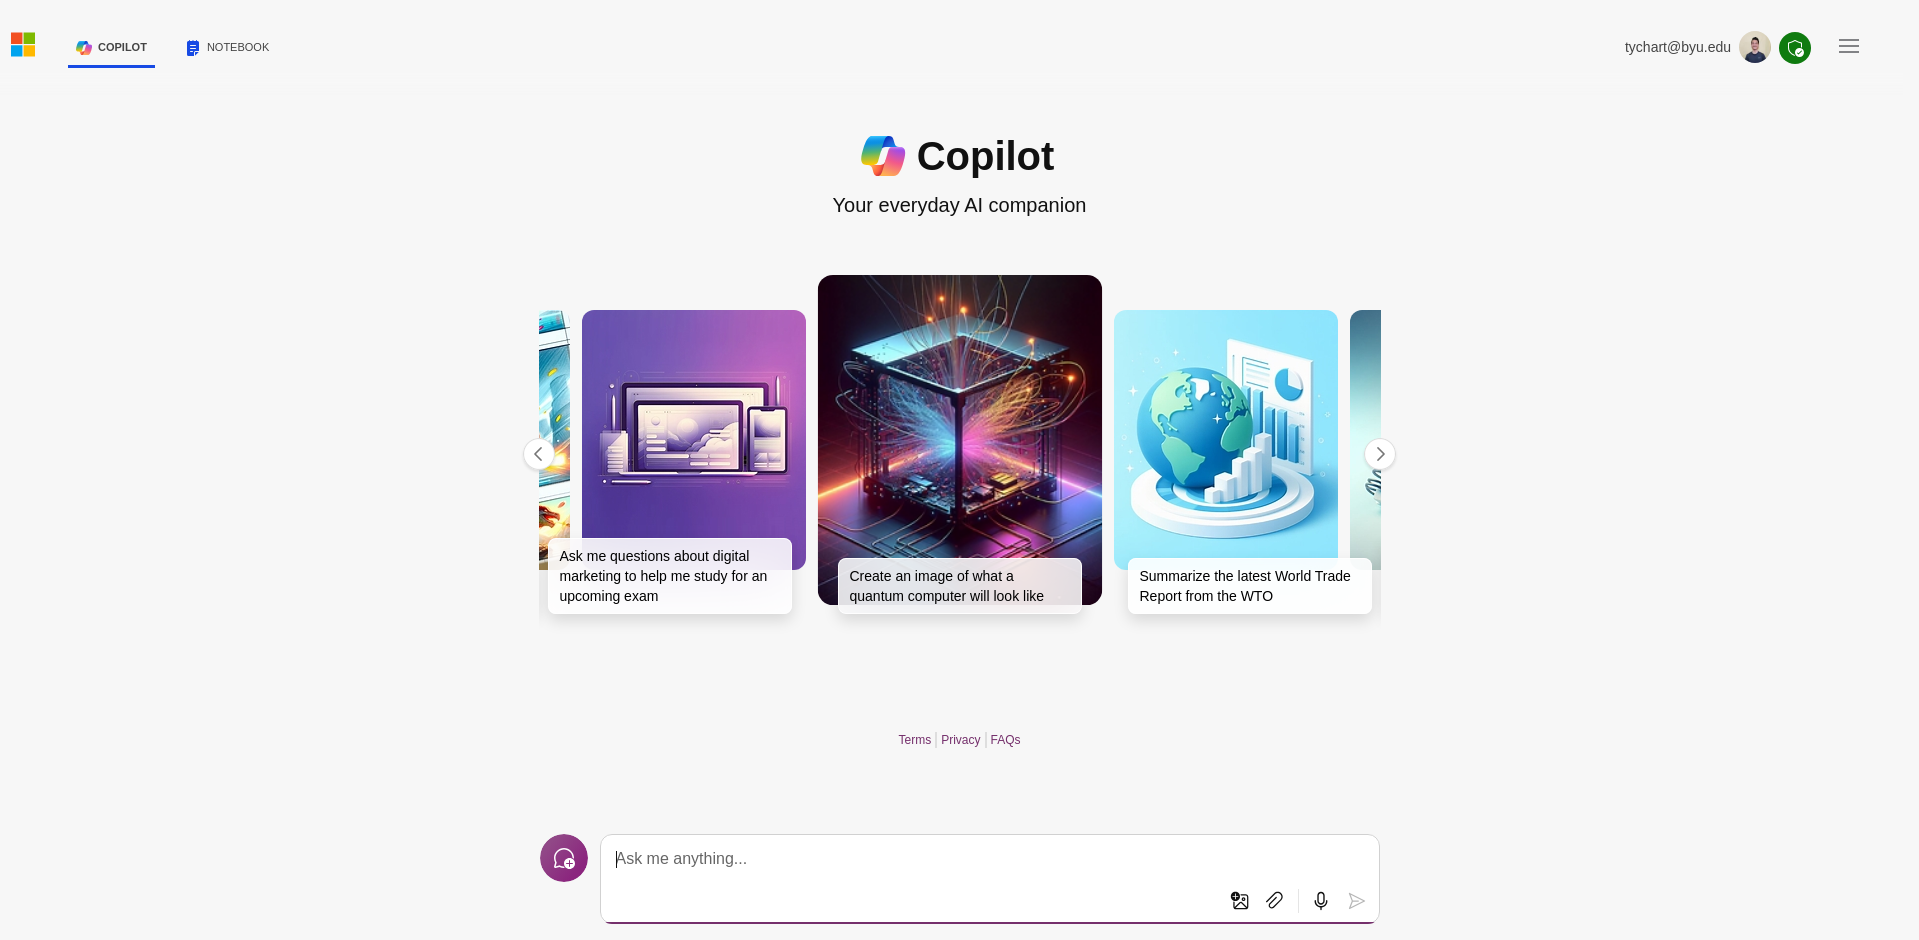 COPILOT
NOTEBOOK
tychart@byu.edu
Copilot
Your everyday AI companion
Ask me questions about digital
marketing to help me study for an
upcoming exam
Create an image of what a
quantum computer will look like
Summarize the latest World Trade
Report from the WTO
Terms
Privacy
FAQs
Ask me anything...